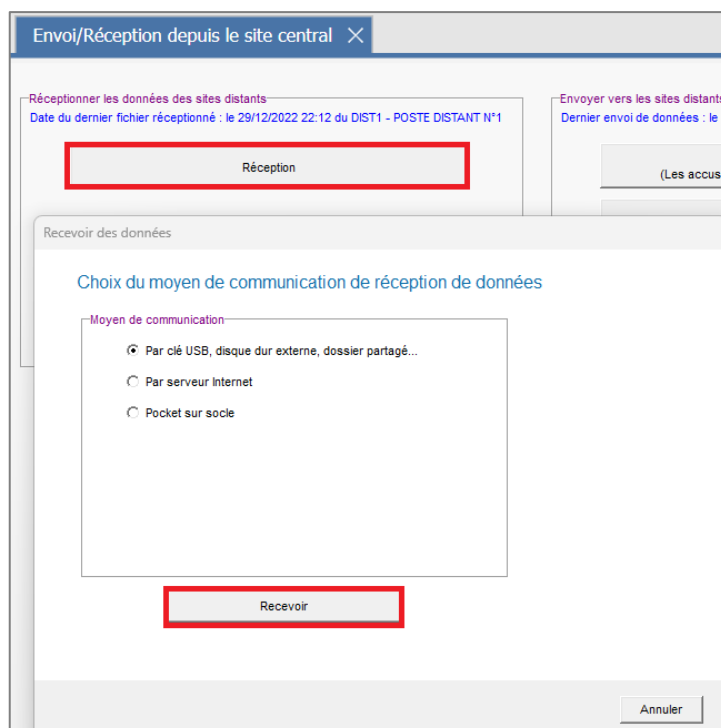 Envoi/Réception depuis le site central
Réceptionner les données des sites distants
Envoyer vers les sites distants
Date du dernier fichier réceptionné : le 29/12/2022 22:12 du DIST1 - POSTE DISTANT N°1
Dernier envoi de données : le
Réception
(Les accus
Recevoir des données
Choix du moyen de communication de réception de données
Moyen de communication
Par clé USB, disque dur externe, dossier partagé...
Par serveur Internet
Pocket sur socle
Recevoir
Annuler